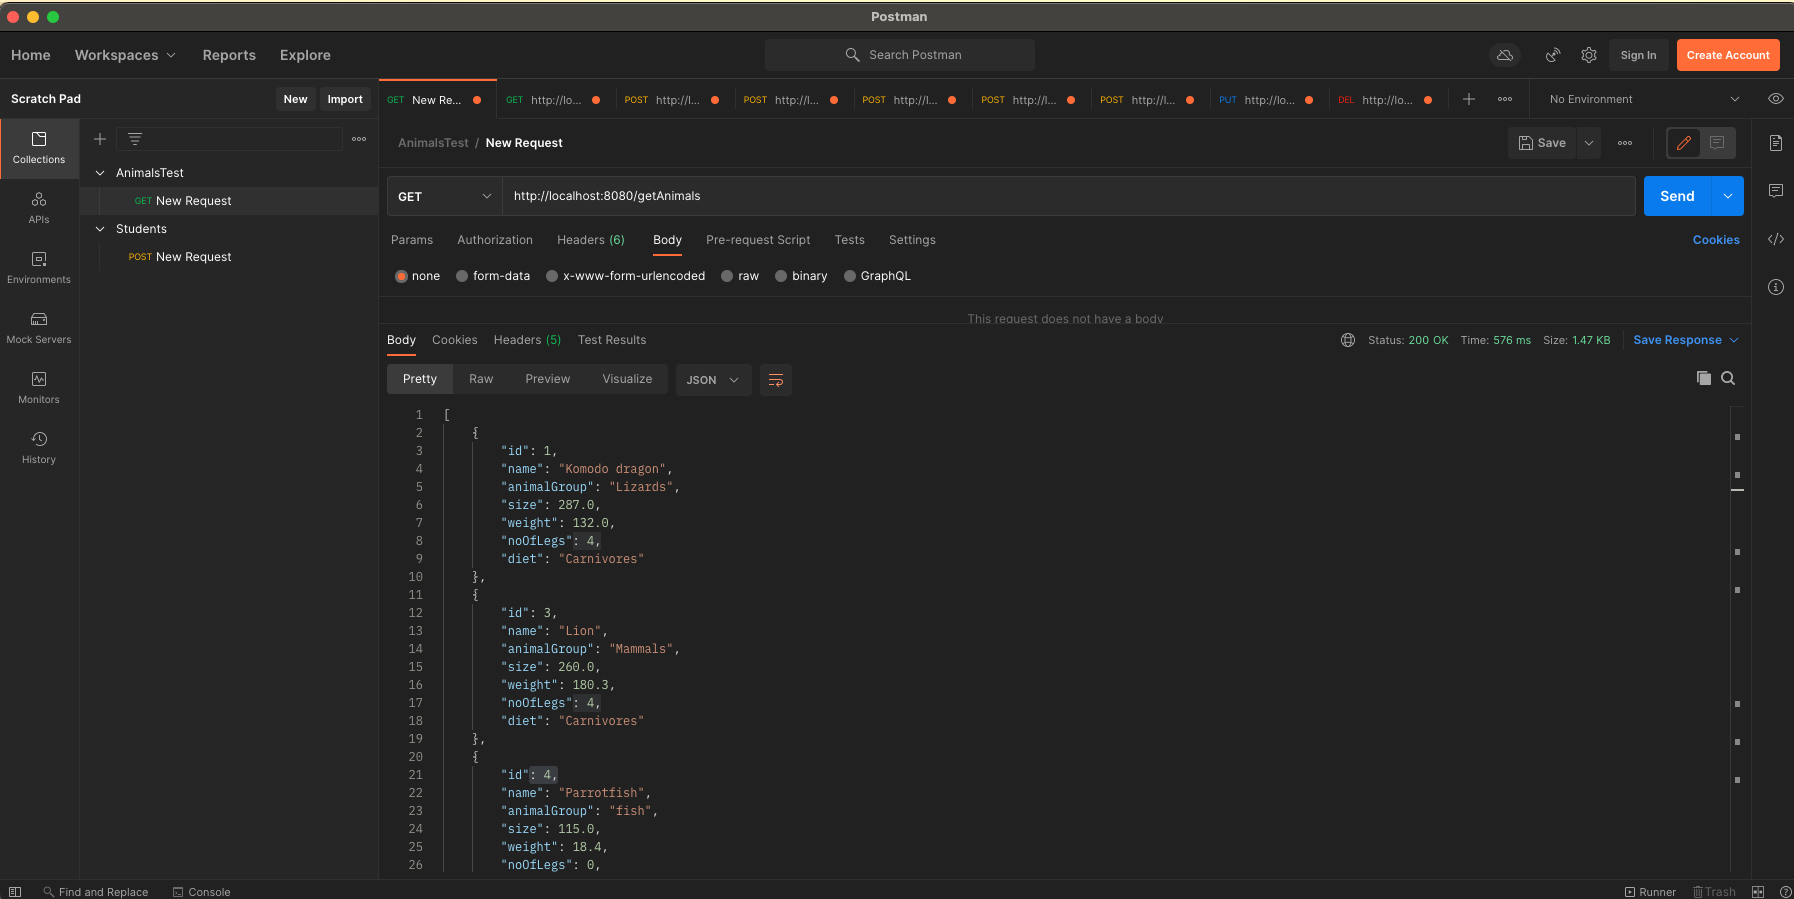 Postman
Home Workspaces Reports Explore Search Postman Sign In Create Account
Scratch Pad New Import GET New Re... GET http://lo... POST http://l... POST http://l... POST http://l... POST http://l... POST http://l... PUT http://lo... DEL http://lo... No Environment
Collections
APIs
Environments
Mock Servers
Monitors
History
AnimalsTest
GET New Request
Students
POST New Request
AnimalsTest / New Request Save
GET http://localhost:8080/getAnimals Send
Params Authorization Headers (6) Body Pre-request Script Tests Settings Cookies
none form-data x-www-form-urlencoded raw binary GraphQL
This request does not have a body
Body Cookies Headers (5) Test Results Status: 200 OK Time: 576 ms Size: 1.47 KB Save Response
Pretty Raw Preview Visualize JSON
1 [
2 {
3 "id": 1,
4 "name": "Komodo dragon",
5 "animalGroup": "Lizards",
6 "size": 287.0,
7 "weight": 132.0,
8 "noOfLegs": 4,
9 "diet": "Carnivores"
10 },
11 {
12 "id": 3,
13 "name": "Lion",
14 "animalGroup": "Mammals",
15 "size": 260.0,
16 "weight": 180.3,
17 "noOfLegs": 4,
18 "diet": "Carnivores"
19 },
20 {
21 "id": 4,
22 "name": "Parrotfish",
23 "animalGroup": "fish",
24 "size": 115.0,
25 "weight": 18.4,
26 "noOfLegs": 0,
Find and Replace Console Runner Trash